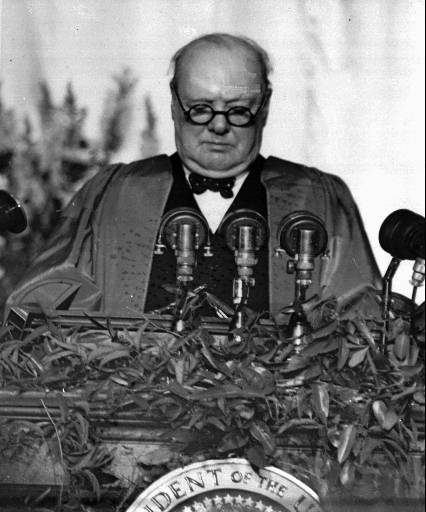 IDENT OF THE